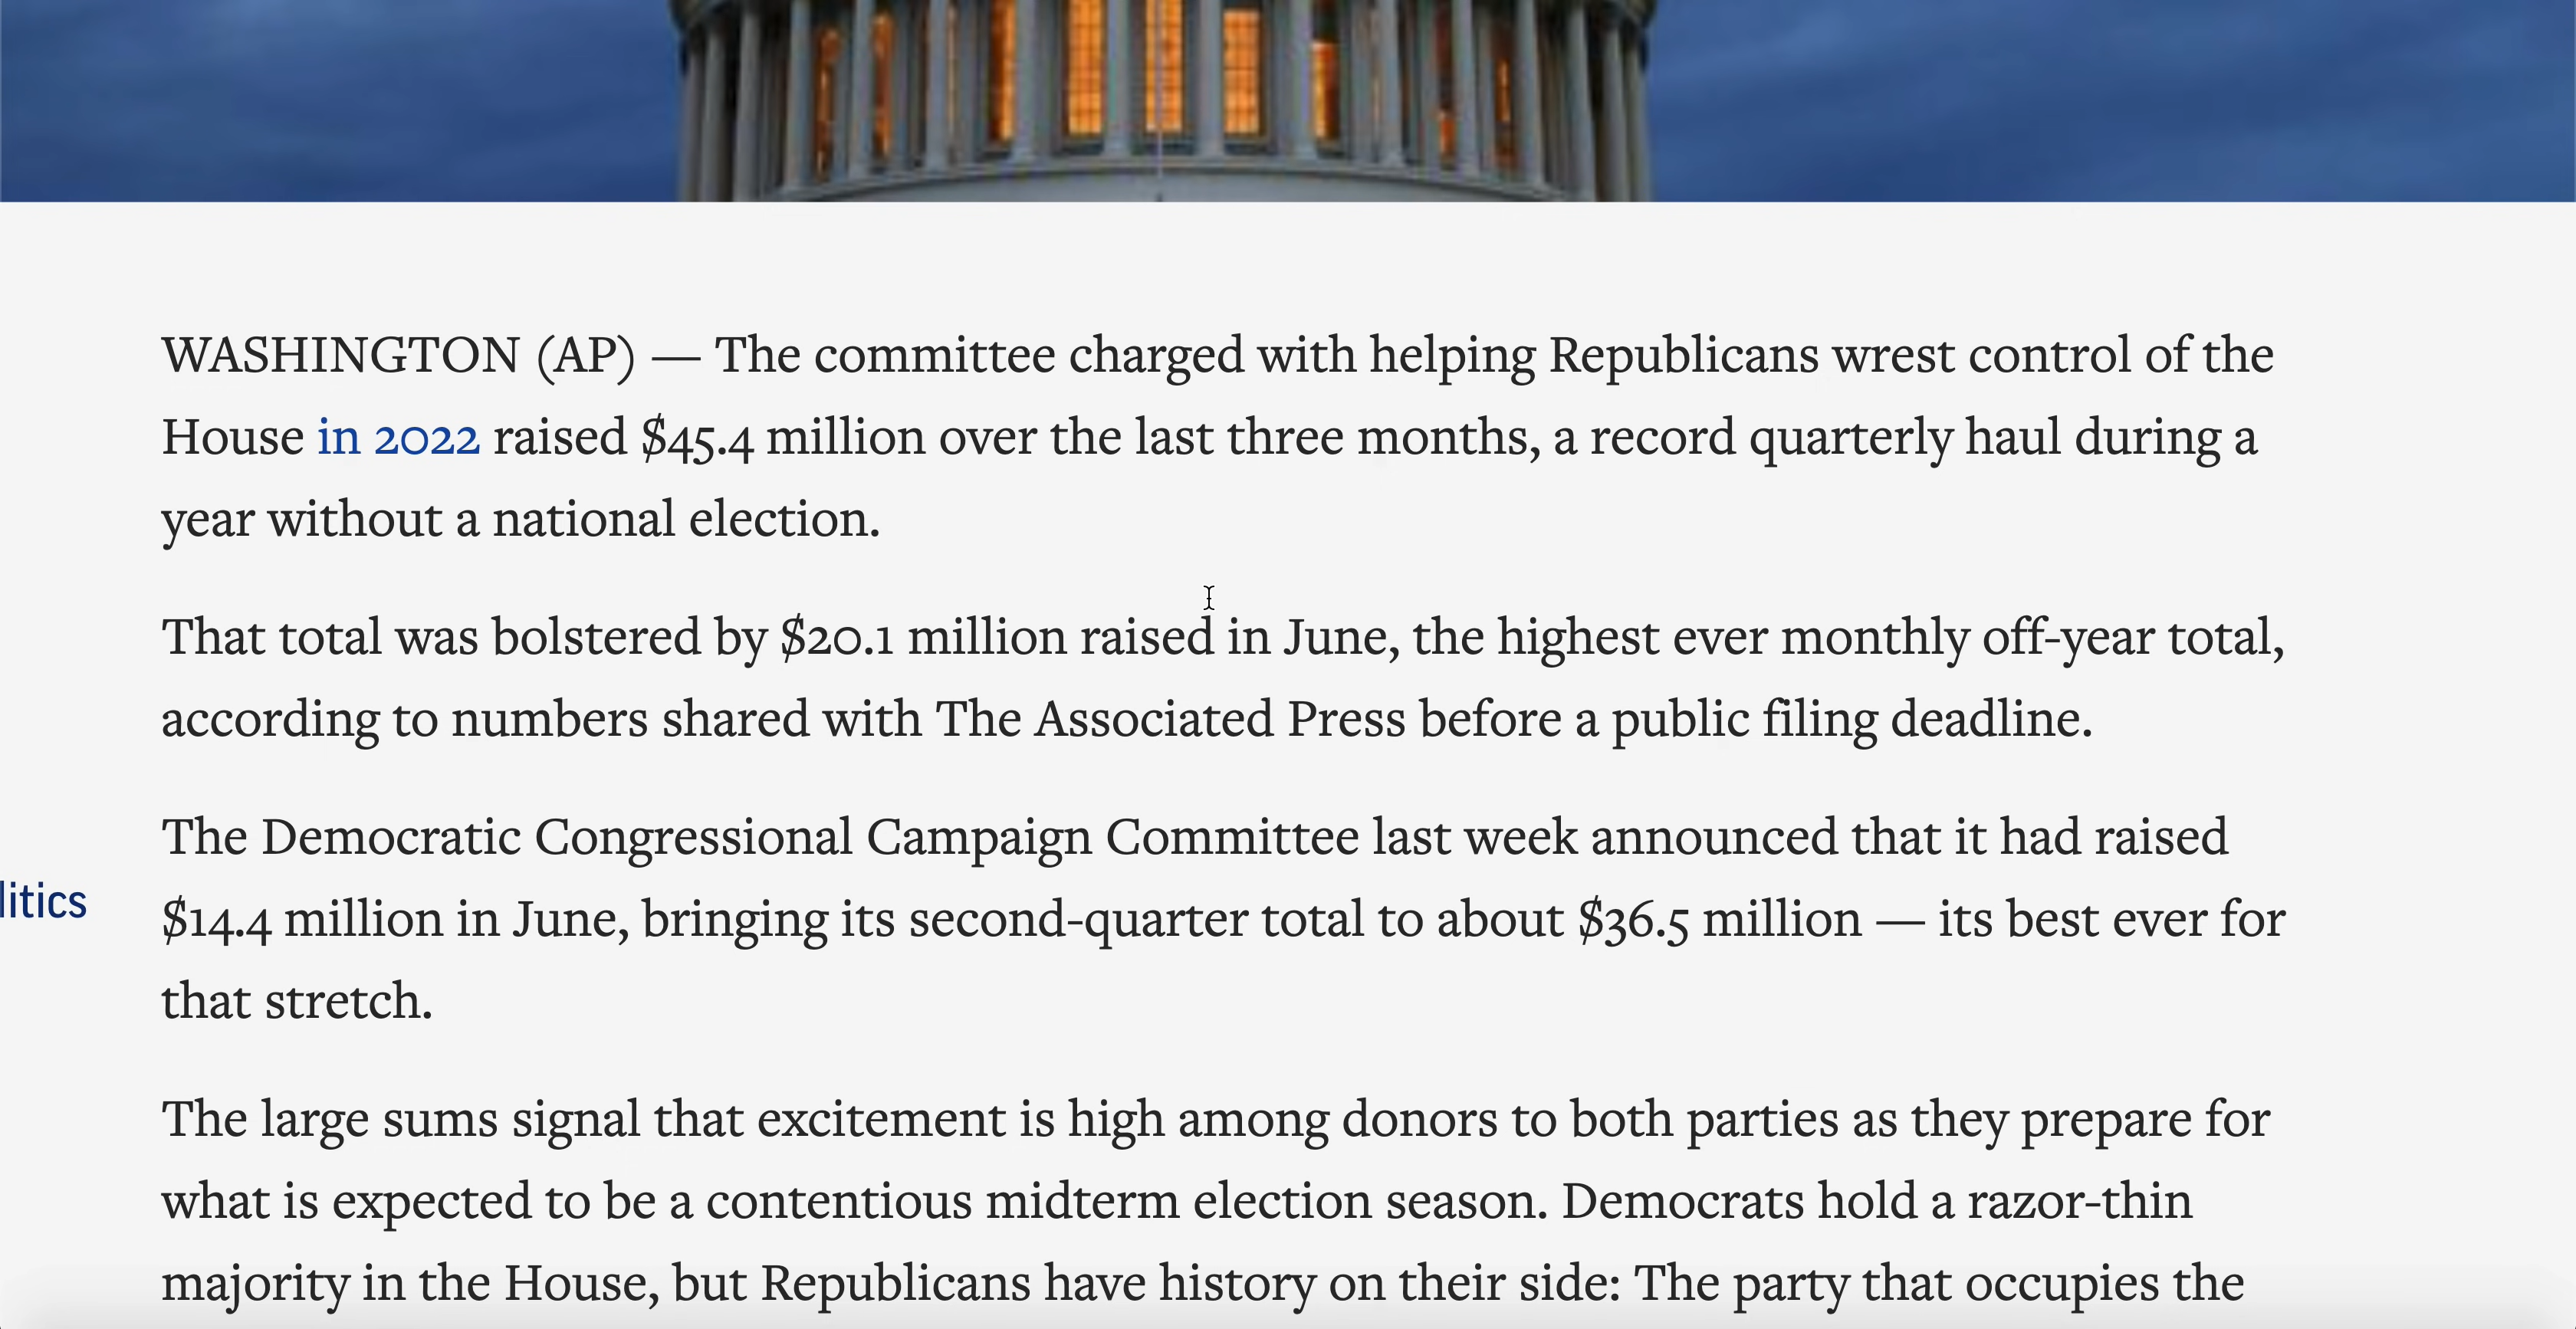 WASHINGTON (AP) — The committee charged with helping Republicans wrest control of the
House in 2022 raised $45.4 million over the last three months, a record quarterly haul during a
year without a national election.
That total was bolstered by $20.1 million raised in June, the highest ever monthly off-year total,
according to numbers shared with The Associated Press before a public filing deadline.
The Democratic Congressional Campaign Committee last week announced that it had raised
litics
$14.4 million in June, bringing its second-quarter total to about $36.5 million — its best ever for
that stretch.
The large sums signal that excitement is high among donors to both parties as they prepare for
what is expected to be a contentious midterm election season. Democrats hold a razor-thin
majority in the House, but Republicans have history on their side: The party that occupies the